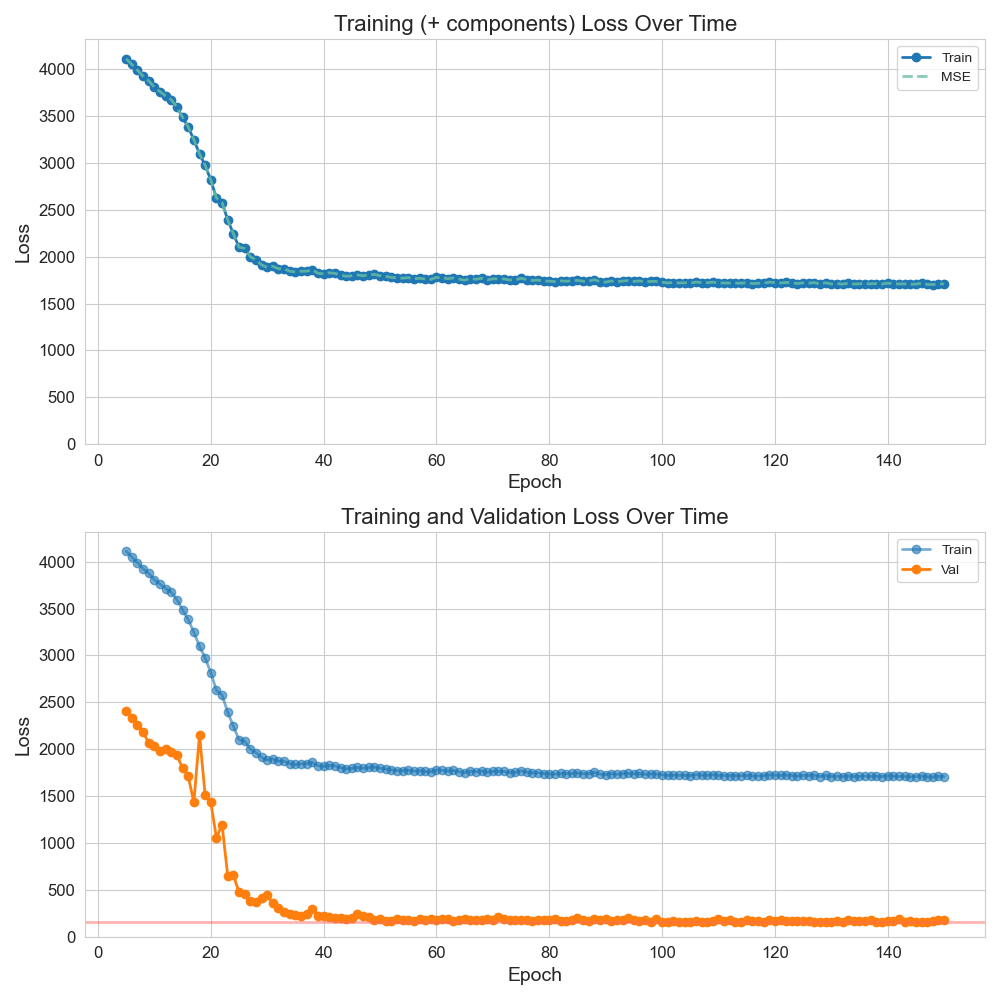 Training (+ components) Loss Over Time
Train
MSE
4000
3500
3000
2500
2000
1500
1000
500
0
Loss
0 20 40 60 80 100 120 140
Epoch
Training and Validation Loss Over Time
Train
Val
4000
3500
3000
2500
2000
1500
1000
500
0
Loss
0 20 40 60 80 100 120 140
Epoch